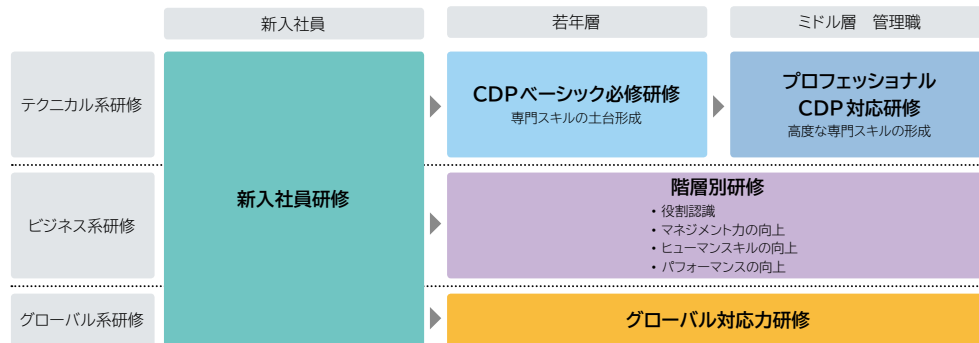 新入社員
若年層
ミドル層　管理職
テクニカル系研修
新入社員研修
CDPベーシック必修研修
専門スキルの土台形成
プロフェッショナル
CDP対応研修
高度な専門スキルの形成
ビジネス系研修
階層別研修
・役割認識
・マネジメント力の向上
・ヒューマンスキルの向上
・パフォーマンスの向上
グローバル系研修
グローバル対応力研修